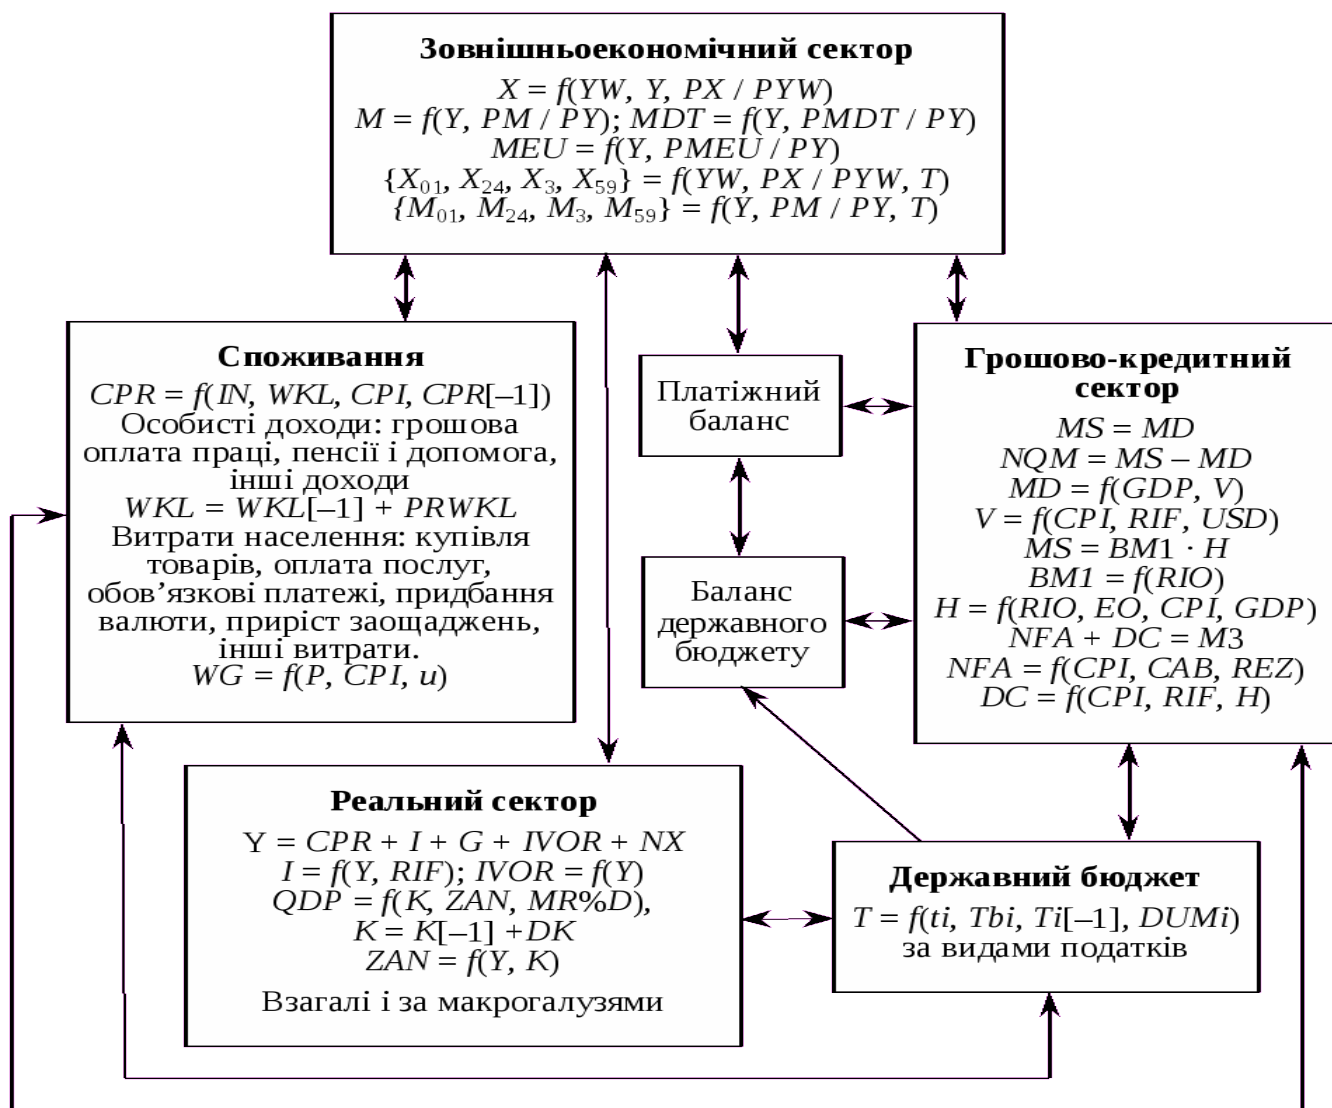 Зовнішньоекономічний сектор
X = f(YW, Y, PX / PYW)
M = f(Y, PM / PY); MDT = f(Y, PMDT / PY)
MEU = f(Y, PMEU / PY)
{X₀₁, X₂₄, X₃, X₅₉} = f(YW, PX / PYW, T)
{M₀₁, M₂₄, M₃, M₅₉} = f(Y, PM / PY, T)
Споживання
CPR = f(IN, WKL, CPI, CPR[–1])
Особисті доходи: грошова
оплата праці, пенсії і допомога,
інші доходи
WKL = WKL[–1] + PRWKL
Витрати населення: купівля
товарів, оплата послуг,
обов’язкові платежі, придбання
валюти, приріст заощаджень,
інші витрати.
WG = f(P, CPI, u)
Платіжний
баланс
Баланс
державного
бюджету
Грошово-кредитний
сектор
MS = MD
NQM = MS – MD
MD = f(GDP, V)
V = f(CPI, RIF, USD)
MS = BM1 · H
BM1 = f(RIO)
H = f(RIO, EO, CPI, GDP)
NFA + DC = M3
NFA = f(CPI, CAB, REZ)
DC = f(CPI, RIF, H)
Реальний сектор
Y = CPR + I + G + IVOR + NX
I = f(Y, RIF); IVOR = f(Y)
QDP = f(K, ZAN, MR%D),
K = K[–1] +DK
ZAN = f(Y, K)
Взагалі і за макрогалузями
Державний бюджет
T = f(ti, Tbi, Ti[–1], DUMi)
за видами податків